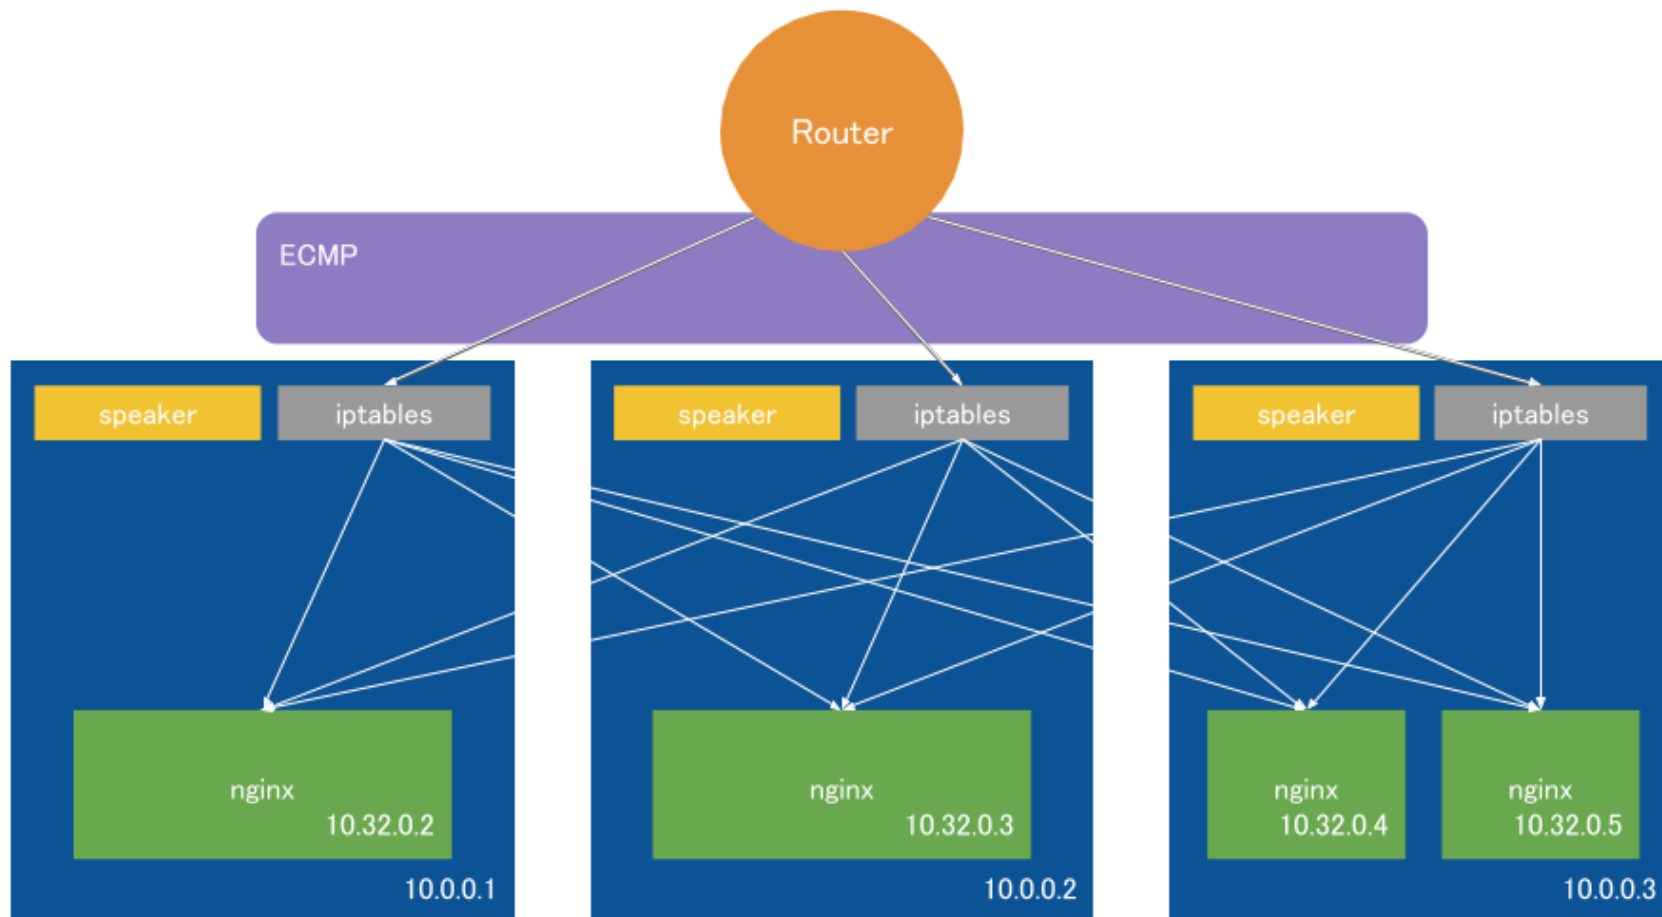 Router
ECMP
speaker
iptables
speaker
iptables
speaker
iptables
nginx
10.32.0.2
nginx
10.32.0.3
nginx
10.32.0.4
nginx
10.32.0.5
10.0.0.1
10.0.0.2
10.0.0.3